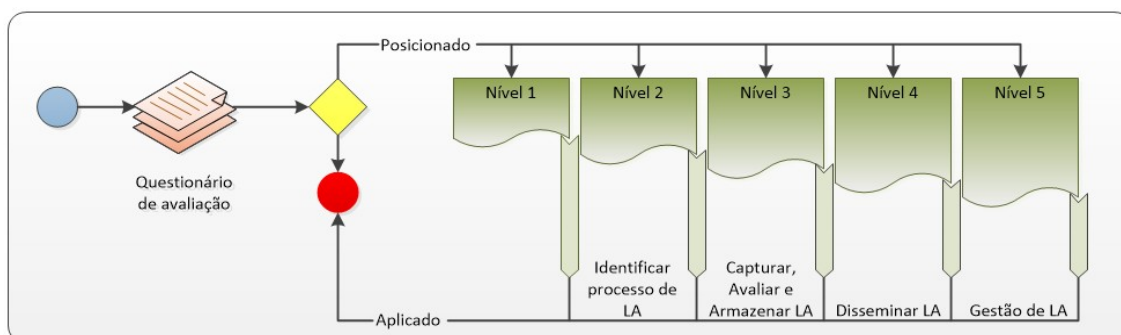 Posicionado
Nível 1
Nível 2
Nível 3
Nível 4
Nível 5
Questionário
de avaliação
Identificar
processo de
LA
Capturar,
Avaliar e
Armazenar LA
Disseminar LA
Gestão de LA
Aplicado